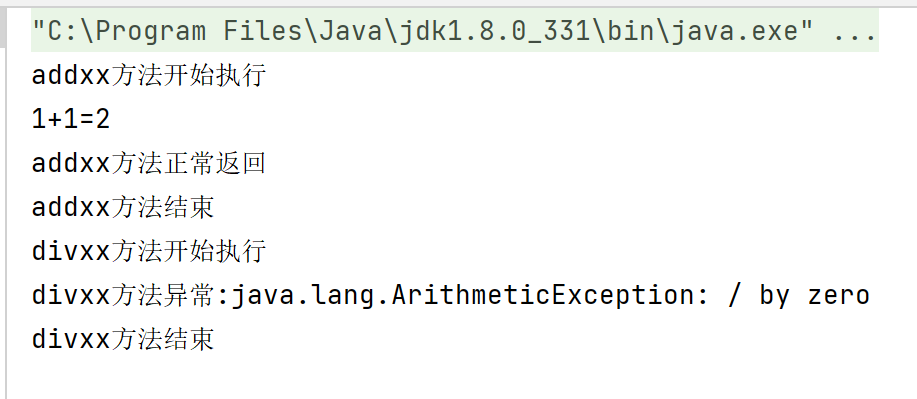 "C:\Program Files\Java\jdk1.8.0_331\bin\java.exe" ...
addxx方法开始执行
1+1=2
addxx方法正常返回
addxx方法结束
divxx方法开始执行
divxx方法异常:java.lang.ArithmeticException: / by zero
divxx方法结束